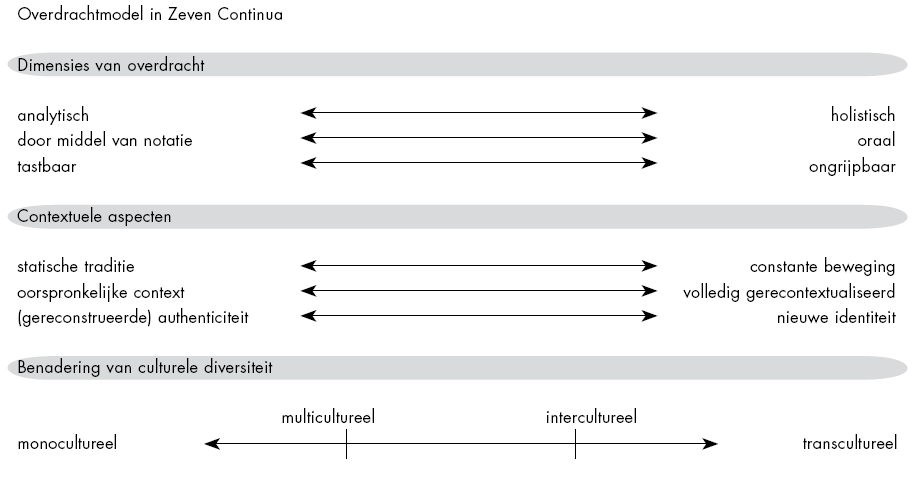 Overdrachtmodel in Zeven Continua
Dimensies van overdracht
analytisch holistisch
door middel van notatie oraal
tastbaar ongrijpbaar
Contextuele aspecten
statische traditie constante beweging
oorspronkelijke context volledig gerecontextualiseerd
(gereconstrueerde) authenticiteit nieuwe identiteit
Benadering van culturele diversiteit
multicultureel intercultureel
monocultureel transcultureel